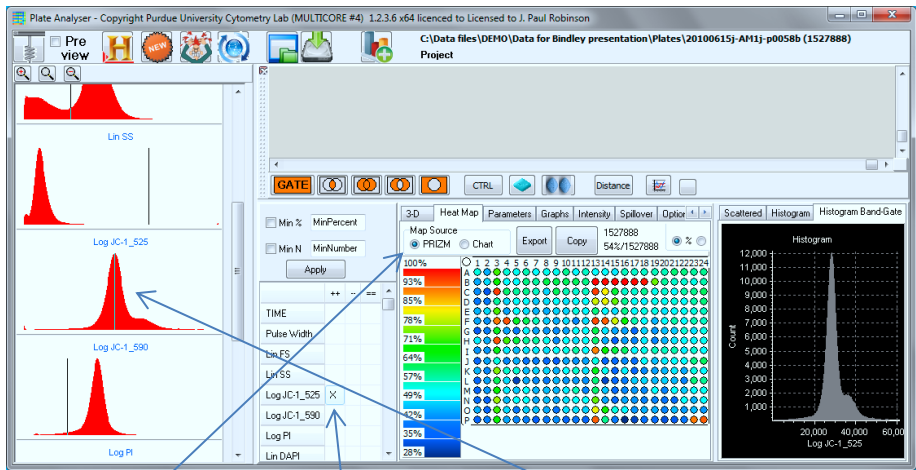 Plate Analyser - Copyright Purdue University Cytometry Lab (MULTICORE #4) 1.2.3.6 x64 licenced to Licensed to J. Paul Robinson
Pre
view
H
NEW
C:\Data files\DEMO\Data for Bindley presentation\Plates\20100615j-AM1j-p0058b (1527888)
Project
Lin SS
Log JC-1_525
Log JC-1_590
Log PI
GATE
CTRL
Distance
Min % MinPercent
Min N MinNumber
Apply
++ -- ==
TIME
Pulse Width
Lin FS
Lin SS
Log JC-1_525 X
Log JC-1_590
Log PI
Lin DAPI
3-D Heat Map Parameters Graphs Intensity Spillover Option
Map Source
PRIZM Chart
Export
Copy
1527888
54%/1527888
%
100%
93%
85%
78%
71%
64%
57%
49%
42%
35%
28%
1 2 3 4 5 6 7 8 9 10 11 12 13 14 15 16 17 18 19 20 21 22 23 24
A
B
C
D
E
F
G
H
I
J
K
L
M
N
O
P
Scattered Histogram Histogram Band-Gate
Histogram
12,000
11,000
10,000
9,000
8,000
7,000
6,000
5,000
4,000
3,000
2,000
1,000
Count
20,000 40,000 60,00
Log JC-1_525